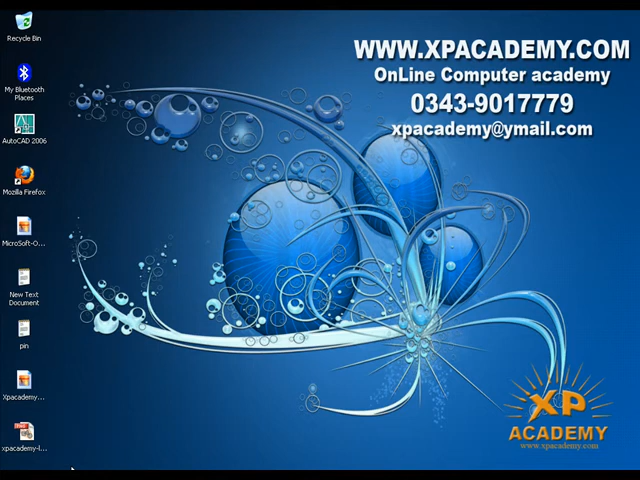 Recycle Bin
My Bluetooth
Places
AutoCAD 2006
Mozilla Firefox
MicroSoft-O...
New Text
Document
pin
Xpacademy...
xpacademy-l...
WWW.XPACADEMY.COM
OnLine Computer academy
0343-9017779
xpacademy@ymail.com
XP
ACADEMY
www.xpacademy.com